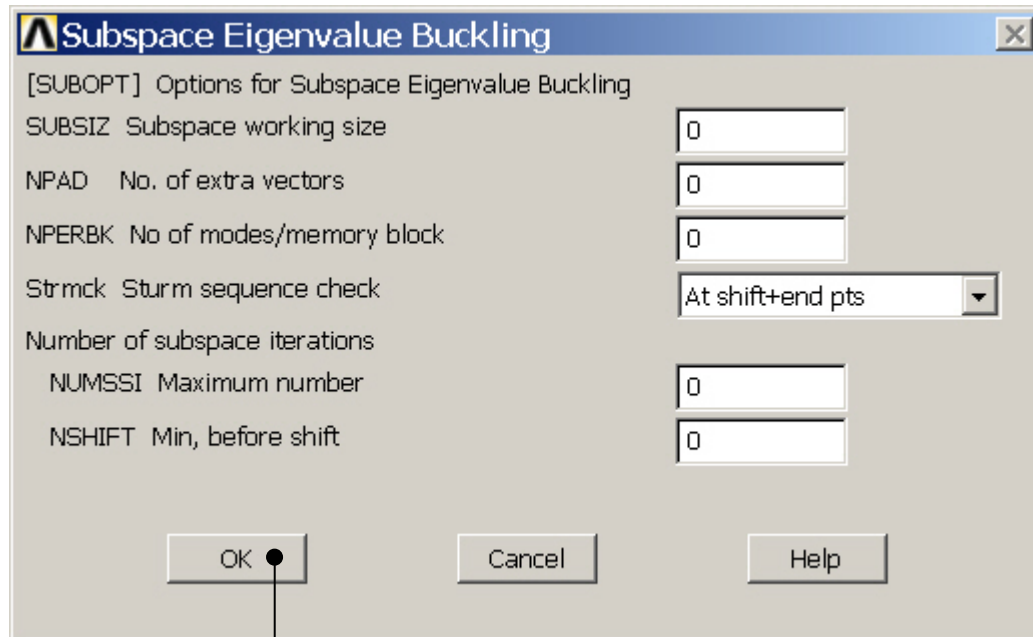 Subspace Eigenvalue Buckling
[SUBOPT] Options for Subspace Eigenvalue Buckling
SUBSIZ Subspace working size 0
NPAD No. of extra vectors 0
NPERBK No of modes/memory block 0
Strmck Sturm sequence check At shift+end pts
Number of subspace iterations
NUMSSI Maximum number 0
NSHIFT Min, before shift 0
OK Cancel Help